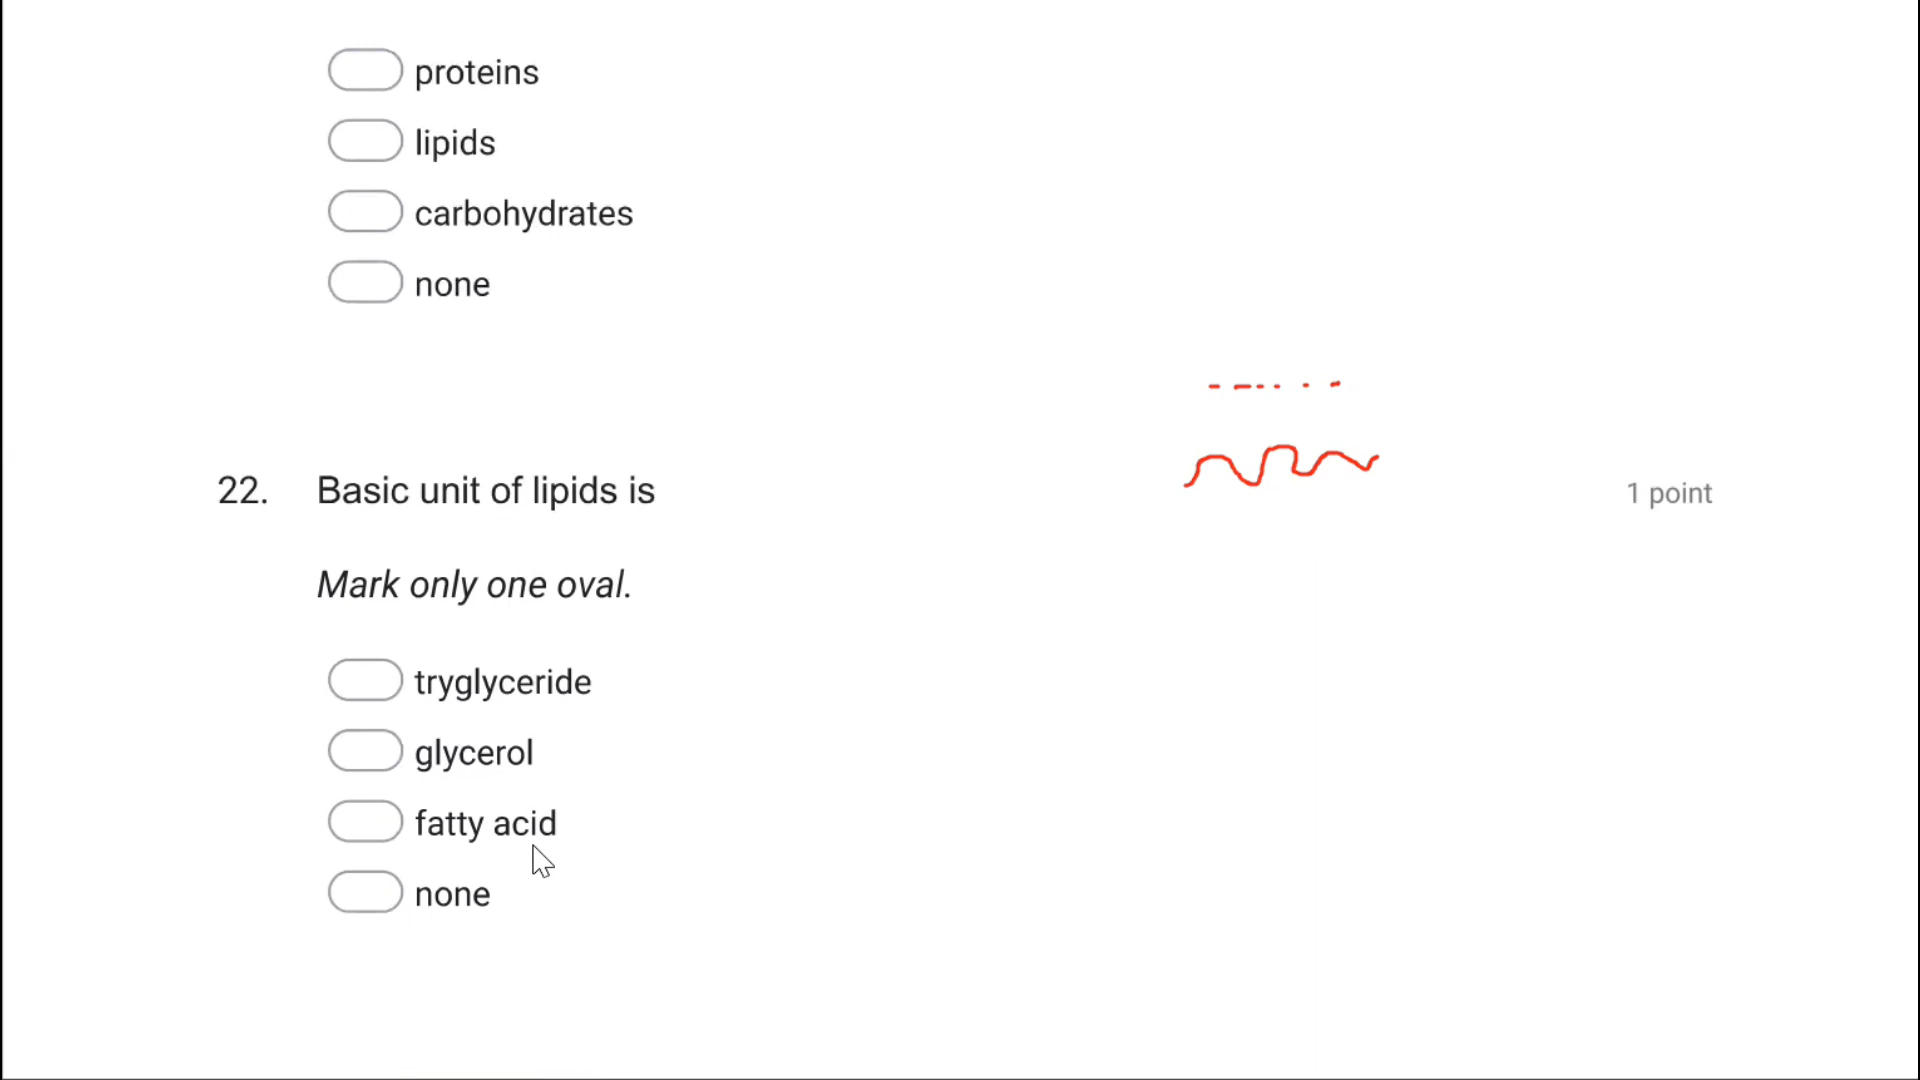 proteins
lipids
carbohydrates
none
22. Basic unit of lipids is
1 point
Mark only one oval.
tryglyceride
glycerol
fatty acid
none